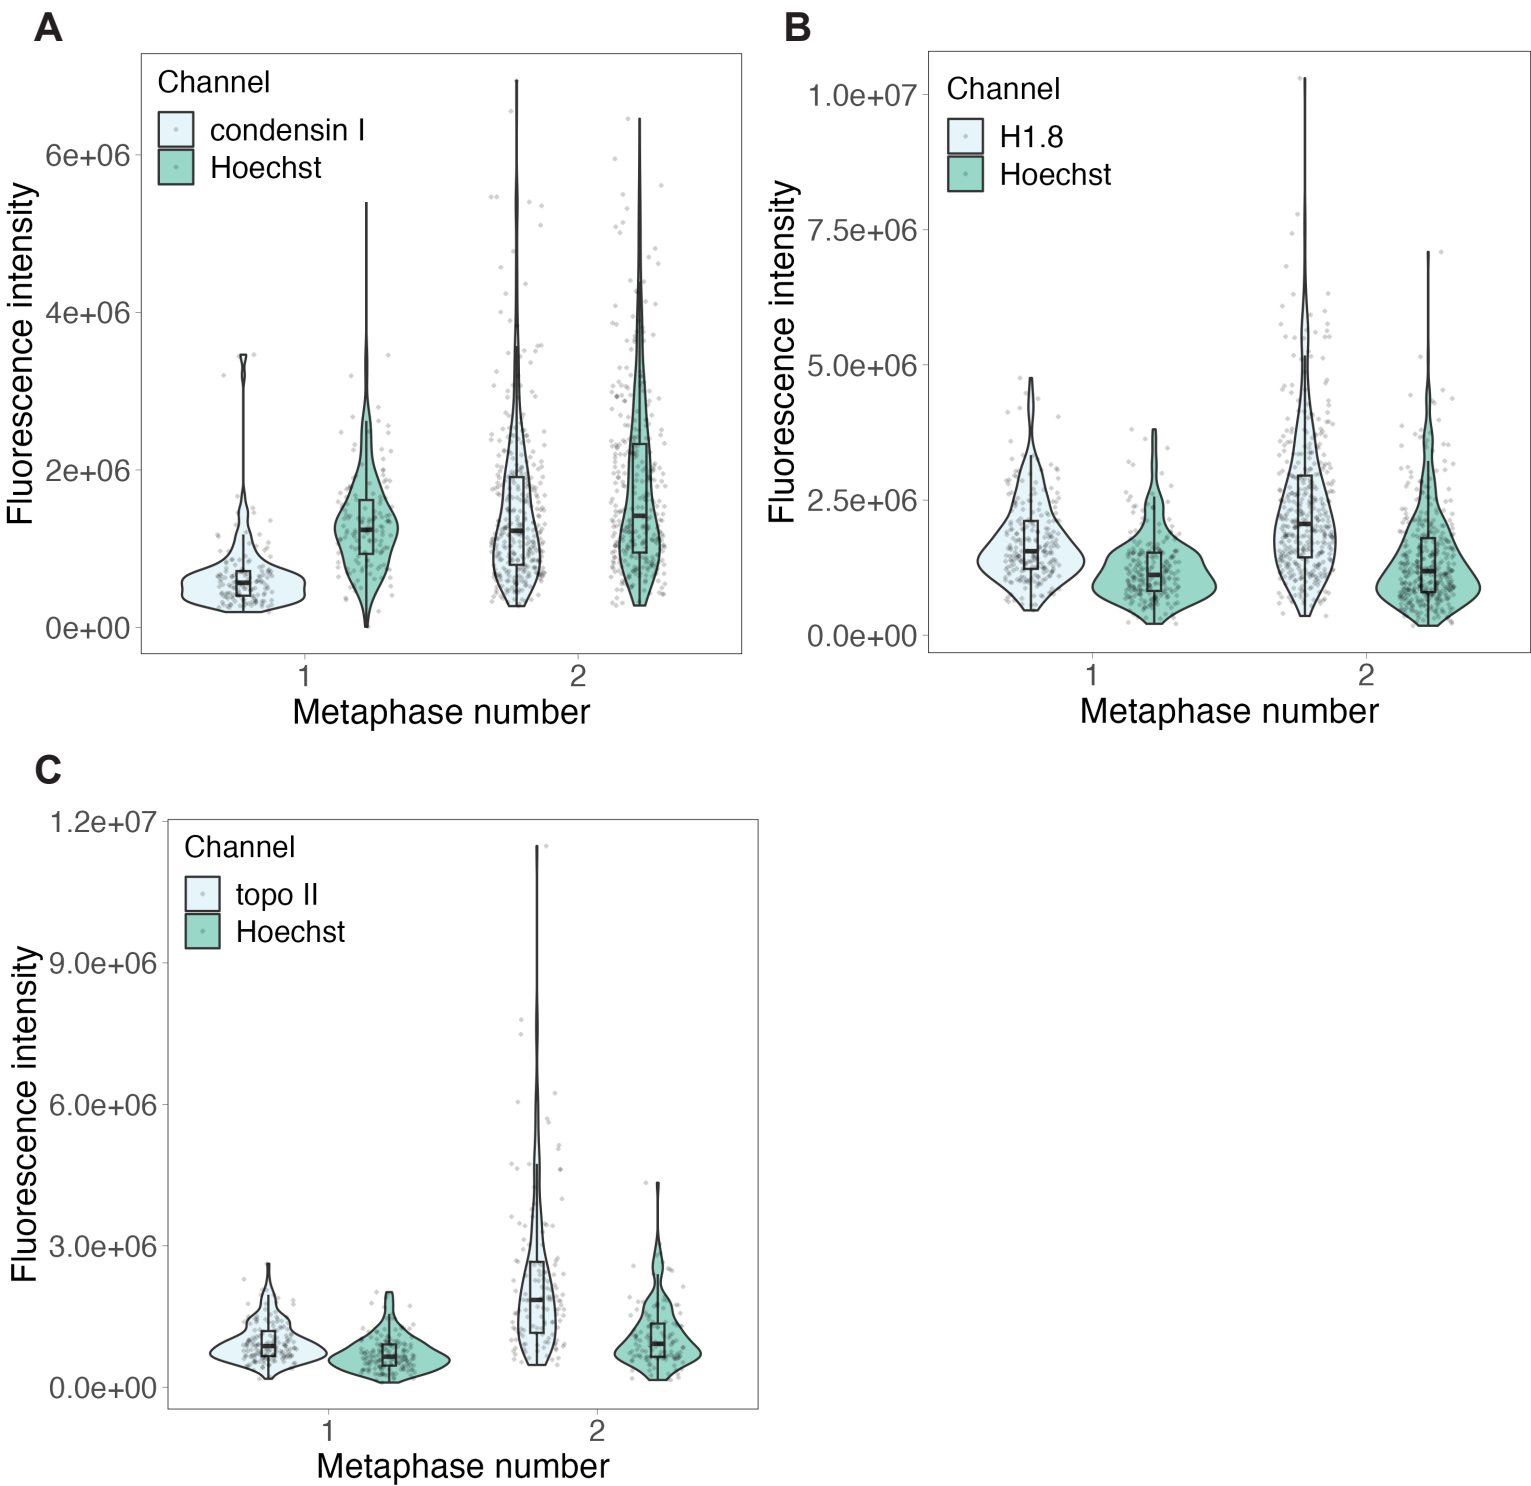 A
Channel
condensin I
Hoechst
6e+06
4e+06
2e+06
0e+00
Fluorescence intensity
1
2
Metaphase number
B
Channel
H1.8
Hoechst
1.0e+07
7.5e+06
5.0e+06
2.5e+06
0.0e+00
Fluorescence intensity
1
2
Metaphase number
C
Channel
topo II
Hoechst
1.2e+07
9.0e+06
6.0e+06
3.0e+06
0.0e+00
Fluorescence intensity
1
2
Metaphase number